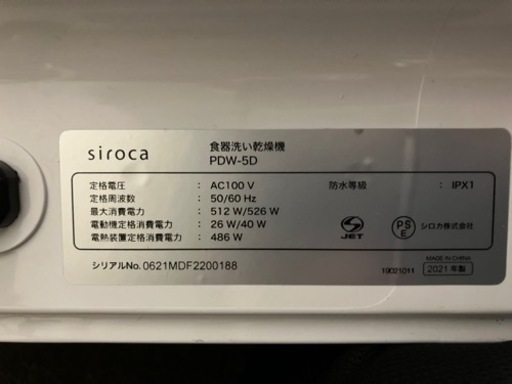 siroca
食器洗い乾燥機
PDW-5D
定格電圧 : AC100 V 防水等級 : IPX1
定格周波数 : 50/60 Hz
最大消費電力 : 512 W/526 W
電動機定格消費電力 : 26 W/40 W
電熱装置定格消費電力 : 486 W
JET
PS
E
シロカ株式会社
シリアルNo. 0621MDF2200188
19021011
MADE IN CHINA
2021 年製